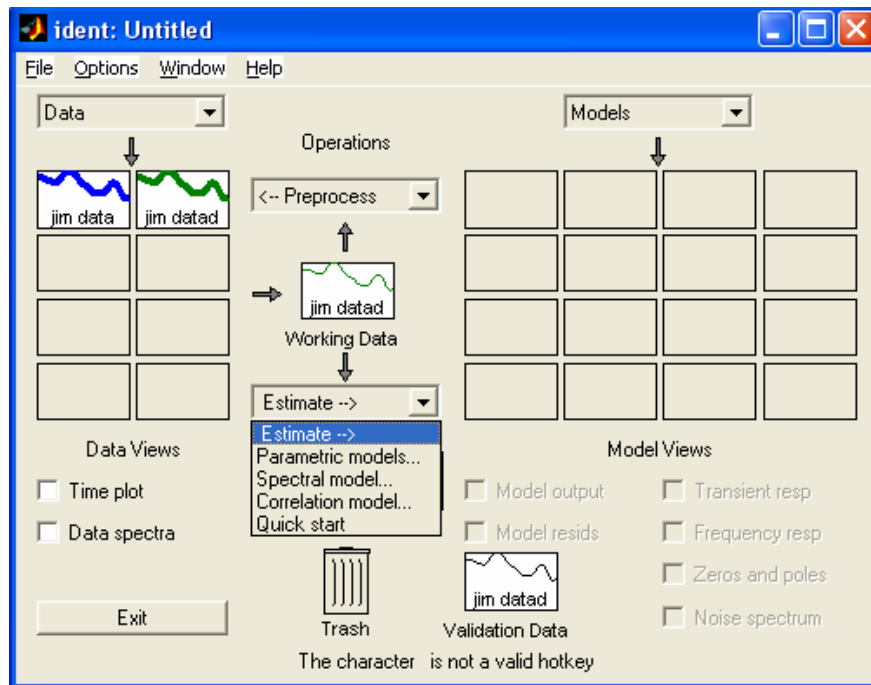 ident: Untitled
File Options Window Help
Data
Models
Operations
jim data
jim datad
<-- Preprocess
jim datad
Working Data
Estimate -->
Estimate -->
Parametric models...
Spectral model...
Correlation model...
Quick start
Data Views
Time plot
Data spectra
Model Views
Model output
Transient resp
Model resids
Frequency resp
Zeros and poles
Noise spectrum
Exit
Trash
jim datad
Validation Data
The character is not a valid hotkey